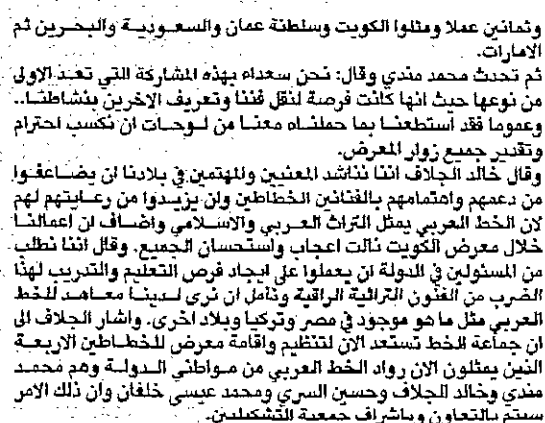 وثمانين عملا ومثلوا الكويت وسلطنة عمان والسعودية والبحرين ثم
الامارات.
ثم تحدث محمد مندي وقال: نحن سعداء بهذه المشاركة التي تعد الاولى
من نوعها حيث انها كانت فرصة لنقل فننا وتعريف الاخرين بنشاطنا..
وعموما فقد استطعنا بما حملناه معنا من لوحات ان نكسب احترام
وتقدير جميع زوار المعرض.
وقال خالد الجلاف اننا نناشد المعنيين والمهتمين في بلادنا ان يضاعفوا
من دعمهم واهتمامهم بالفنانين الخطاطين وان يزيدوا من رعايتهم لهم
لان الخط العربي يمثل التراث العربي والاسلامي واضاف ان اعمالنا
خلال معرض الكويت نالت اعجاب واستحسان الجميع. وقال اننا نطلب
من المسئولين في الدولة ان يعملوا على ايجاد فرص التعليم والتدريب لهذا
الضرب من الفنون التراثية الراقية ونأمل ان نرى لدينا معاهد للخط
العربي مثل ما هو موجود في مصر وتركيا وبلاد اخرى. واشار الجلاف الى
ان جماعة الخط تستعد الان لتنظيم واقامة معرض للخطاطين الاربعة
الذين يمثلون الان رواد الخط العربي من مواطني الدولة وهم محمد
مندي وخالد الجلاف وحسين السري ومحمد عيسى خلفان وان ذلك الامر
سيتم بالتعاون وباشراف جمعية التشكيليين.